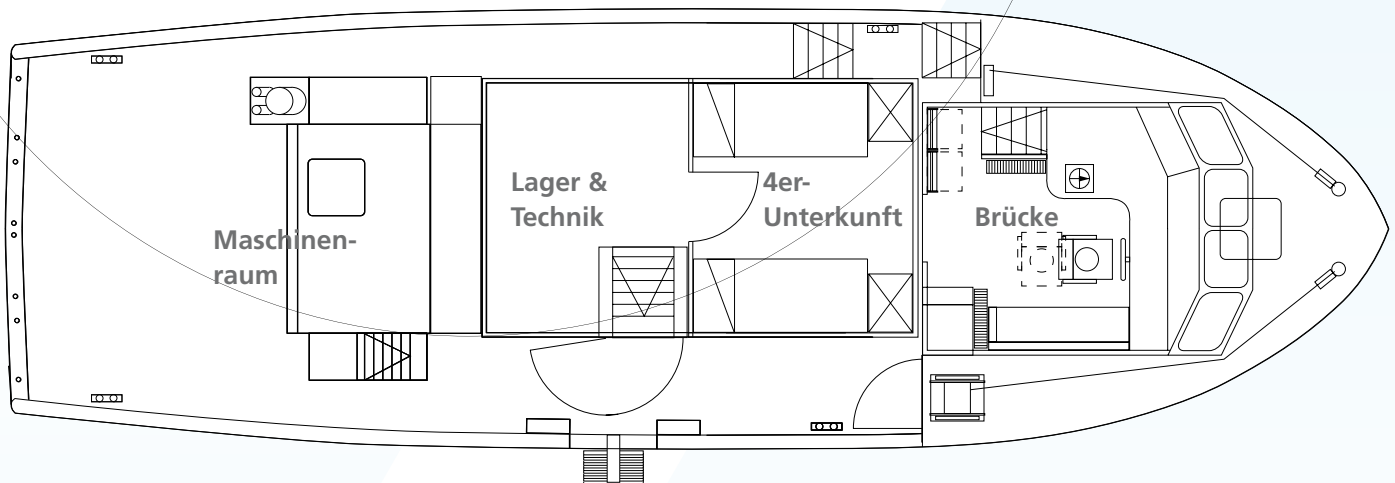 Maschinen-
raum
Lager &
Technik
4er-
Unterkunft
Brücke